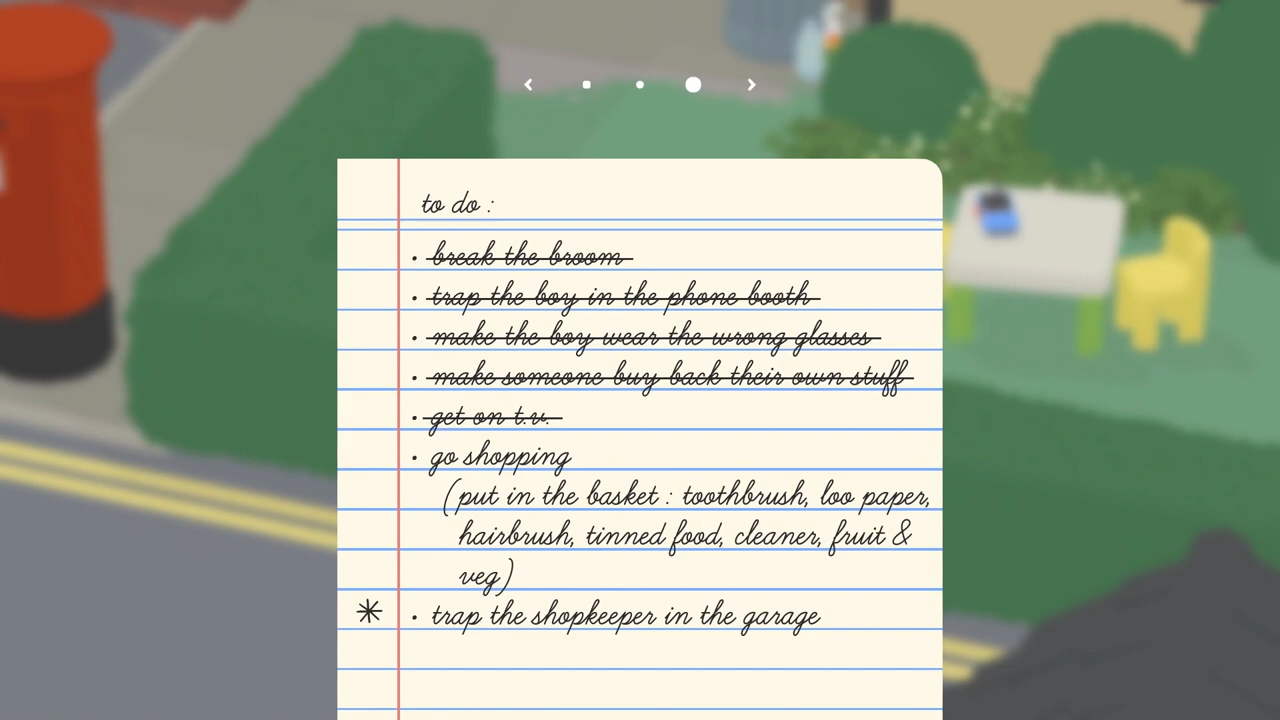 to do :
• break the broom
• trap the boy in the phone booth
• make the boy wear the wrong glasses
• make someone buy back their own stuff
• get on t.v.
• go shopping
(put in the basket : toothbrush, loo paper,
hairbrush, tinned food, cleaner, fruit &
veg)
* • trap the shopkeeper in the garage